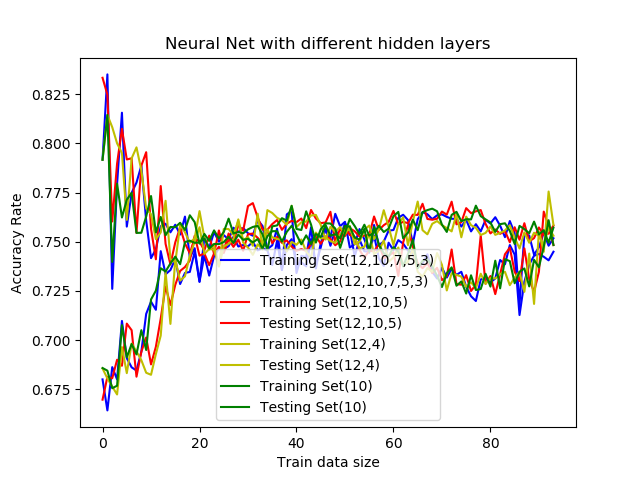 Neural Net with different hidden layers
Accuracy Rate
0.825
0.800
0.775
0.750
0.725
0.700
0.675
Training Set(12,10,7,5,3)
Testing Set(12,10,7,5,3)
Training Set(12,10,5)
Testing Set(12,10,5)
Training Set(12,4)
Testing Set(12,4)
Training Set(10)
Testing Set(10)
0 20 40 60 80
Train data size